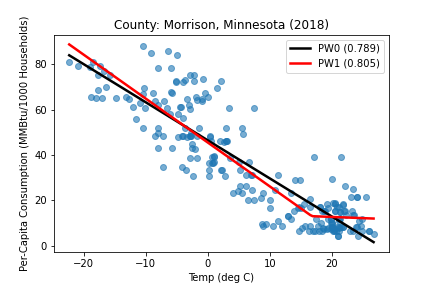 County: Morrison, Minnesota (2018)
Per-Capita Consumption (MMBtu/1000 Households)
80
60
40
20
0
PW0 (0.789)
PW1 (0.805)
−20
−10
0
10
20
Temp (deg C)